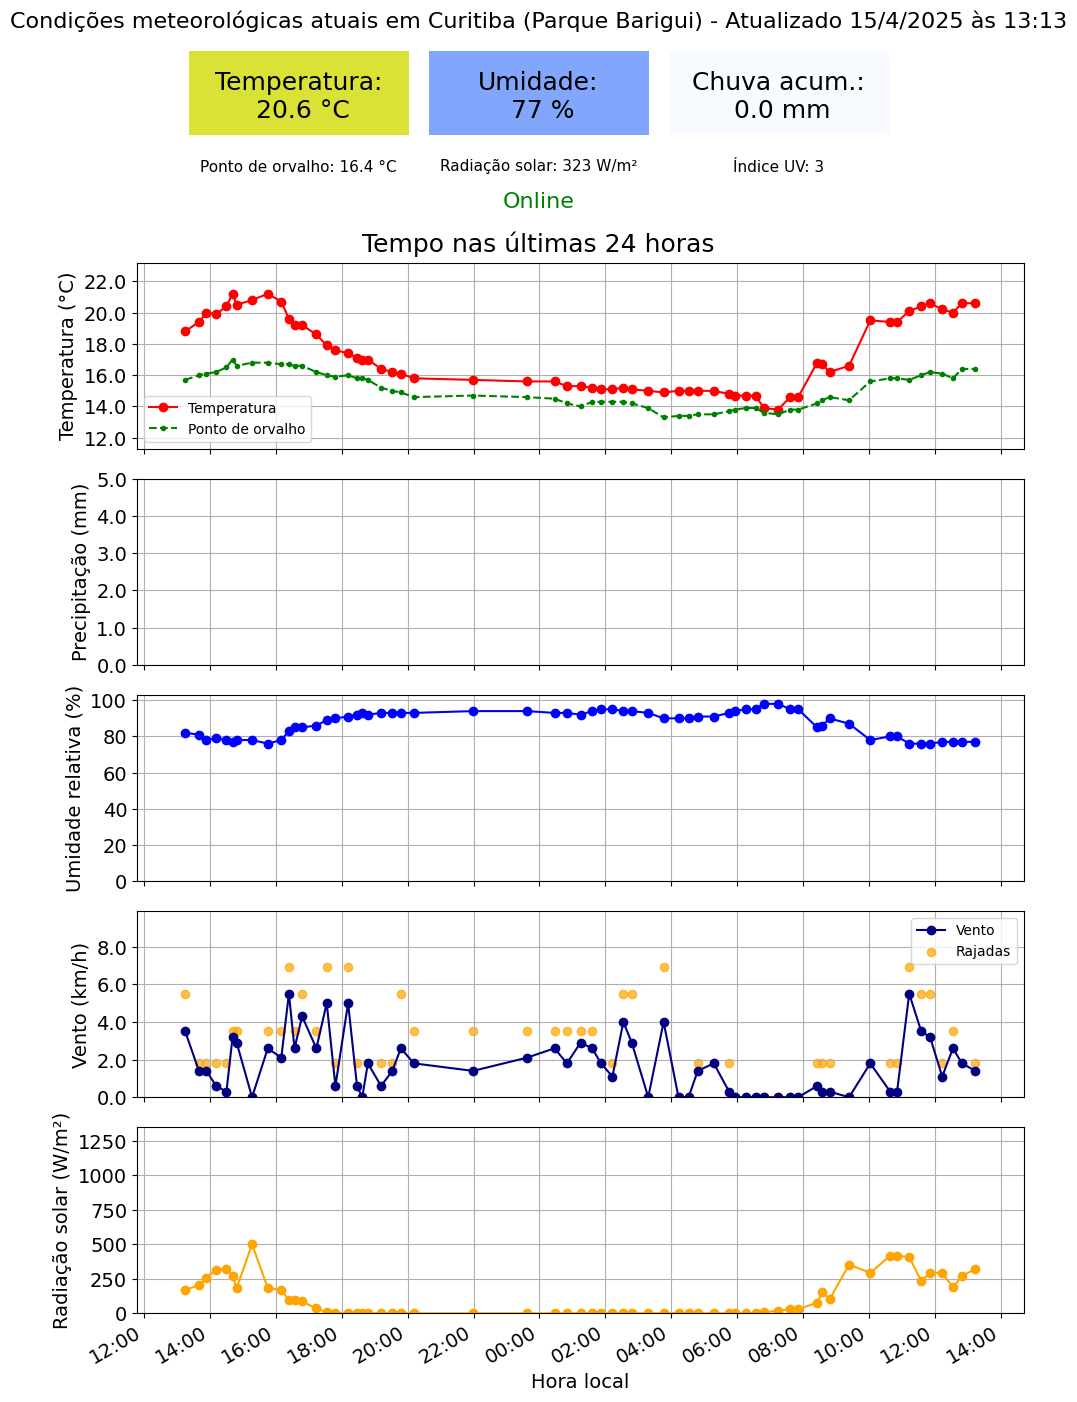 Condições meteorológicas atuais em Curitiba (Parque Barigui) - Atualizado 15/4/2025 às 13:13
Temperatura:
20.6 °C
Umidade:
77 %
Chuva acum.:
0.0 mm
Ponto de orvalho: 16.4 °C
Radiação solar: 323 W/m²
Índice UV: 3
Online
Tempo nas últimas 24 horas
Temperatura (°C)
22.0
20.0
18.0
16.0
14.0
12.0
Temperatura
Ponto de orvalho
Precipitação (mm)
5.0
4.0
3.0
2.0
1.0
0.0
Umidade relativa (%)
100
80
60
40
20
0
Vento (km/h)
8.0
6.0
4.0
2.0
0.0
Vento
Rajadas
Radiação solar (W/m²)
1250
1000
750
500
250
0
12:00
14:00
16:00
18:00
20:00
22:00
00:00
02:00
04:00
06:00
08:00
10:00
12:00
14:00
Hora local